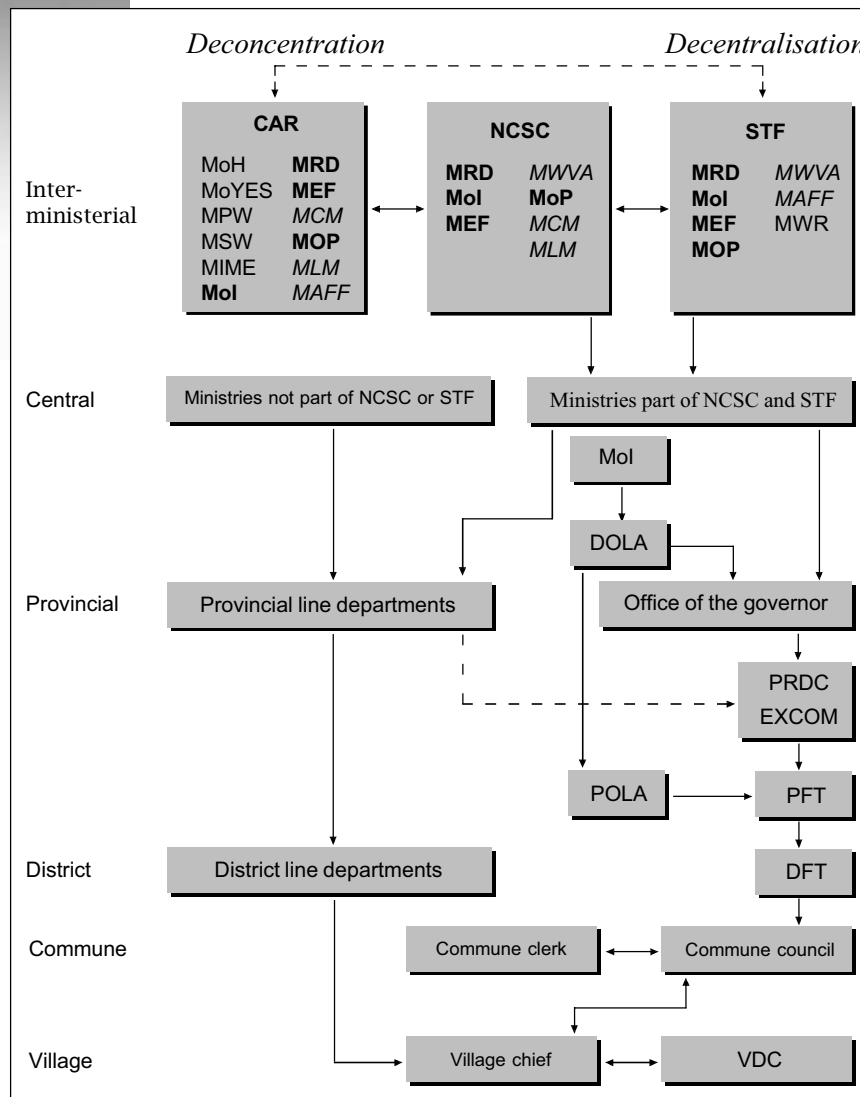 Deconcentration Decentralisation
CAR
MoH MRD
MoYES MEF
MPW MCM
MSW MOP
MIME MLM
MoI MAFF
NCSC
MRD MWVA
MoI MoP
MEF MCM
MLM
STF
MRD MWVA
MoI MAFF
MEF MWR
MOP
Inter-
ministerial
Central
Ministries not part of NCSC or STF
Ministries part of NCSC and STF
MoI
DOLA
Provincial
Provincial line departments
Office of the governor
PRDC
EXCOM
POLA
PFT
District
District line departments
DFT
Commune
Commune clerk
Commune council
Village
Village chief
VDC